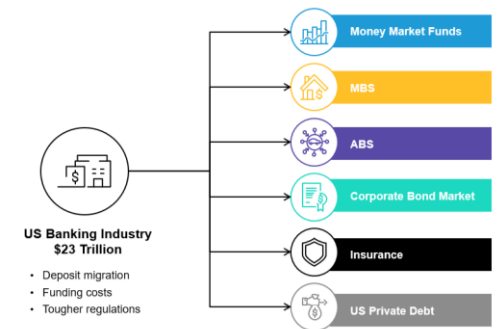 Money Market Funds
MBS
ABS
Corporate Bond Market
Insurance
US Private Debt
US Banking Industry
$23 Trillion
• Deposit migration
• Funding costs
• Tougher regulations
$
$
$